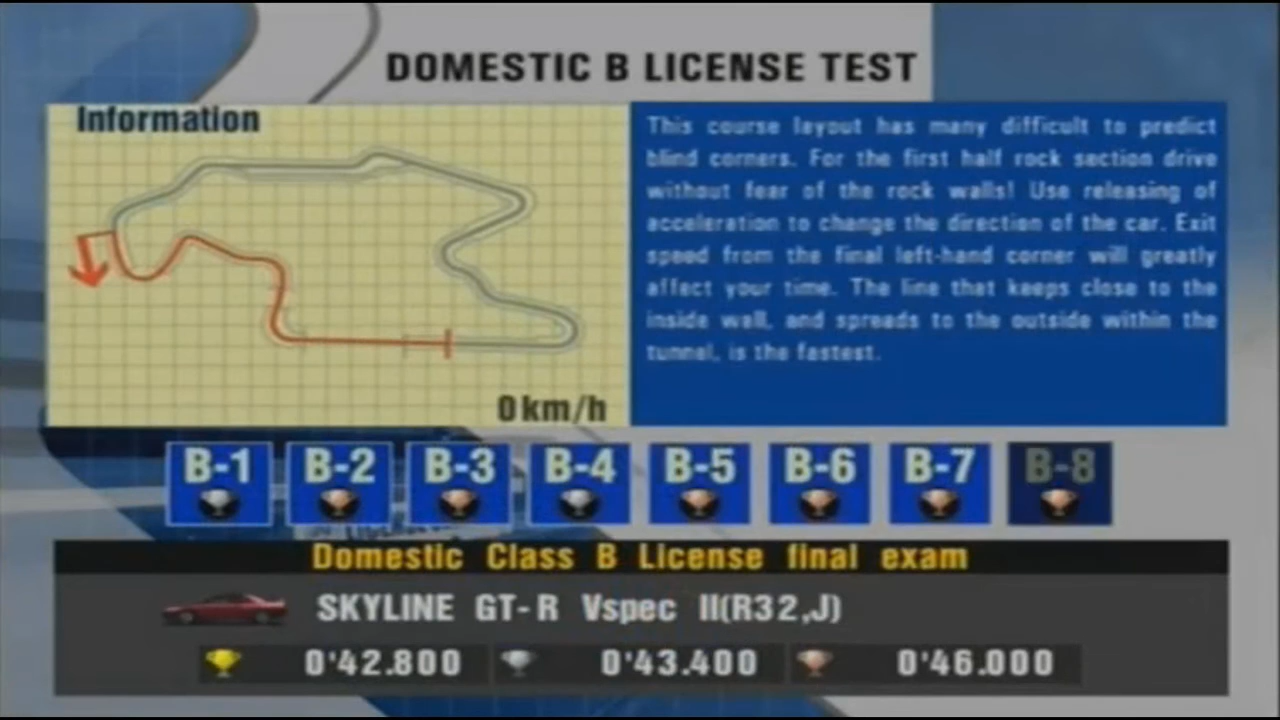 DOMESTIC B LICENSE TEST
Information
This course layout has many difficult to predict
blind corners. For the first half rock section drive
without fear of the rock walls! Use releasing of
acceleration to change the direction of the car. Exit
speed from the final left-hand corner will greatly
affect your time. The line that keeps close to the
inside wall, and spreads to the outside within the
tunnel, is the fastest.
0km/h
B-1 B-2 B-3 B-4 B-5 B-6 B-7 B-8
Domestic Class B License final exam
SKYLINE GT-R Vspec II(R32,J)
0'42.800 0'43.400 0'46.000